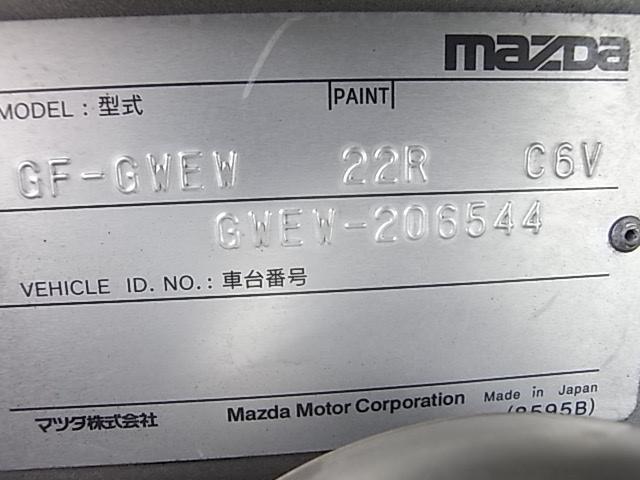 mazda
MODEL : 型式 PAINT
GF-GWEW 22R C6V
GWEW-206544
VEHICLE ID. NO. : 車台番号
マツダ株式会社 Mazda Motor Corporation Made in Japan